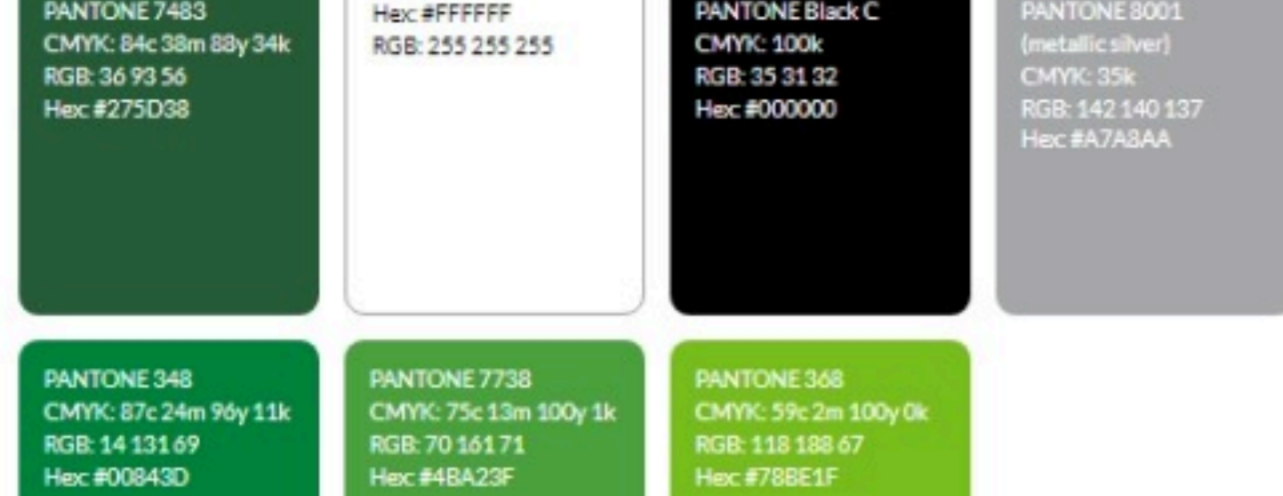 PANTONE 7483
CMYK: 84c 38m 88y 34k
RGB: 36 93 56
Hex: #275D38
Hex: #FFFFFF
RGB: 255 255 255
PANTONE Black C
CMYK: 100k
RGB: 35 31 32
Hex: #000000
PANTONE 8001
(metallic silver)
CMYK: 35k
RGB: 142 140 137
Hex: #A7A8AA
PANTONE 348
CMYK: 87c 24m 96y 11k
RGB: 14 131 69
Hex: #00843D
PANTONE 7738
CMYK: 75c 13m 100y 1k
RGB: 70 161 71
Hex: #4BA23F
PANTONE 368
CMYK: 59c 2m 100y 0k
RGB: 118 188 67
Hex: #78BE1F